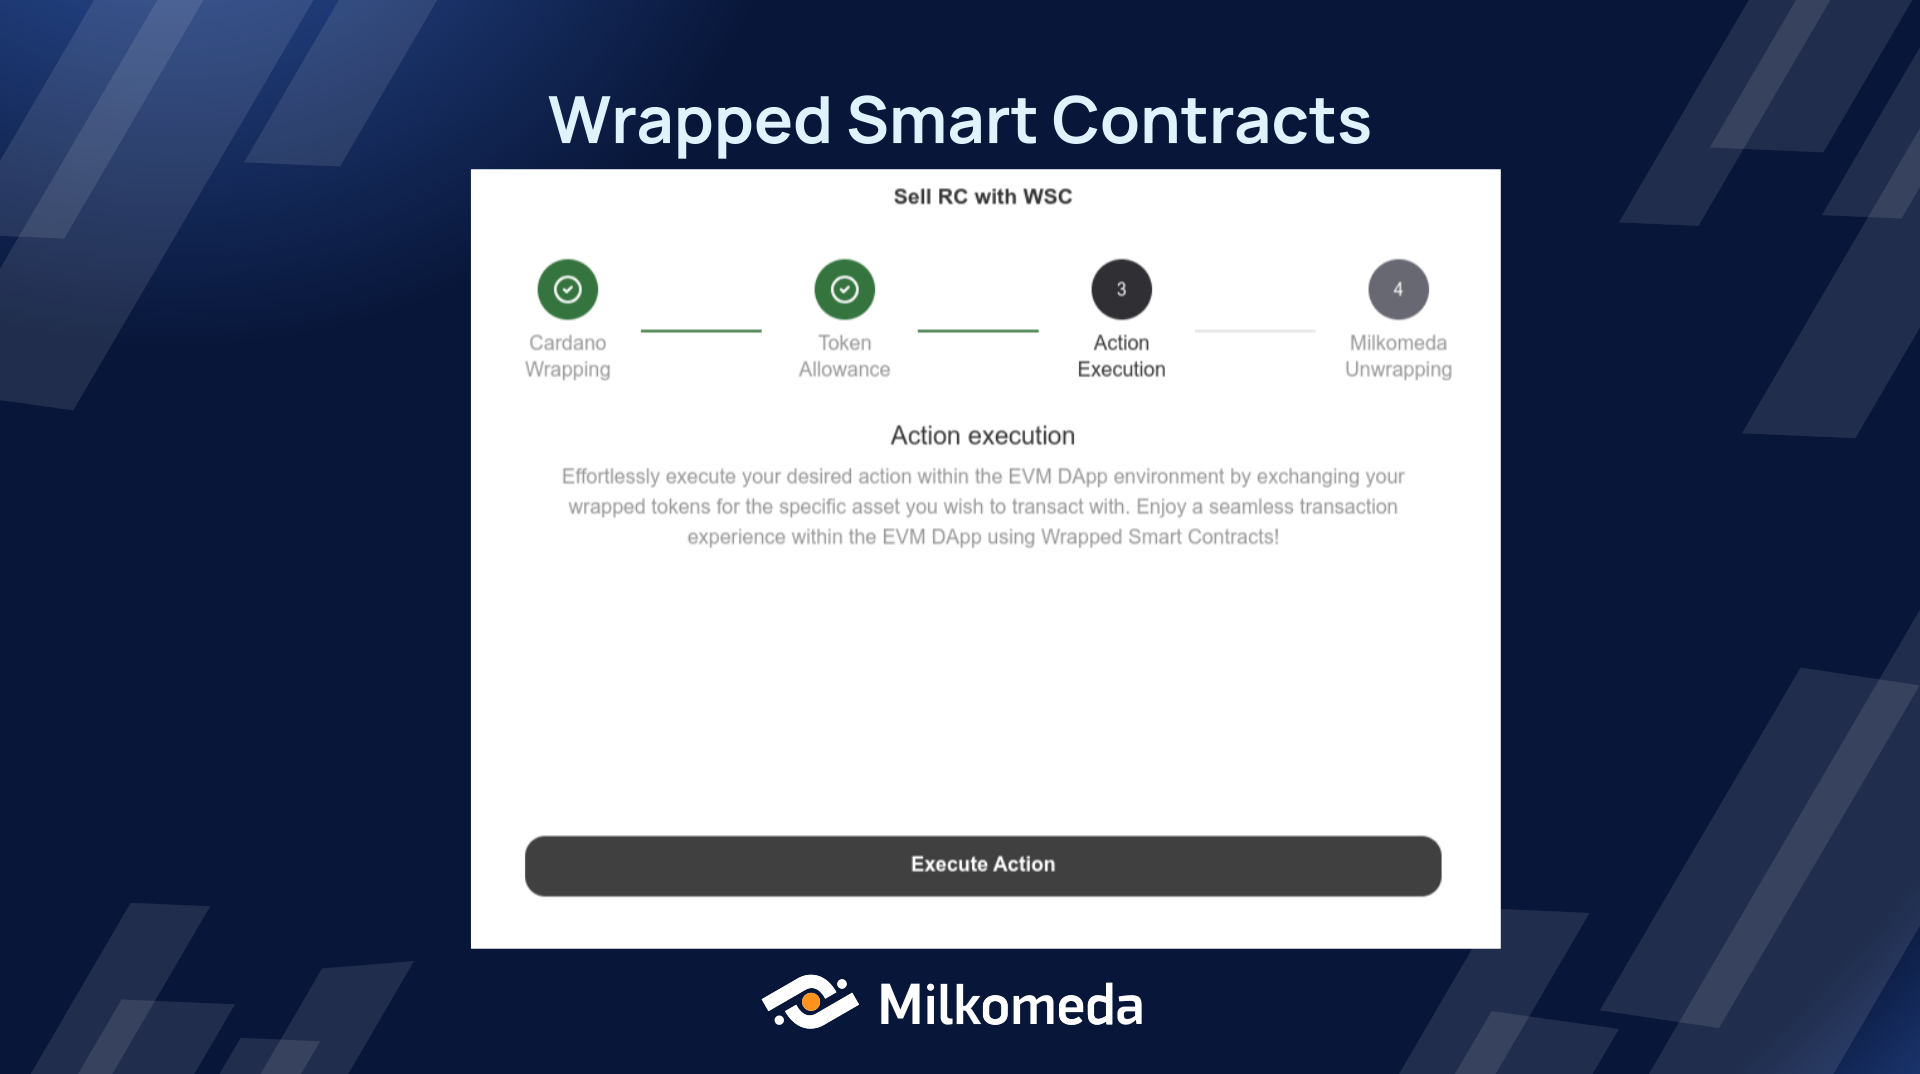 Wrapped Smart Contracts
Sell RC with WSC
3
4
Cardano
Wrapping
Token
Allowance
Action
Execution
Milkomeda
Unwrapping
Action execution
Effortlessly execute your desired action within the EVM DApp environment by exchanging your
wrapped tokens for the specific asset you wish to transact with. Enjoy a seamless transaction
experience within the EVM DApp using Wrapped Smart Contracts!
Execute Action
Milkomeda